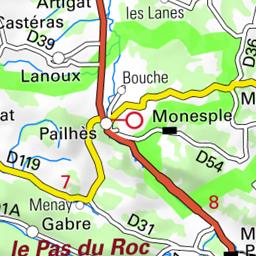 Artigat
les Lanes
Castéras
D39
D36
Lanoux
Bouche
Monesple
Pailhès
D119
D54
7
8
Menay
Gabre
D31
le Pas du Roc